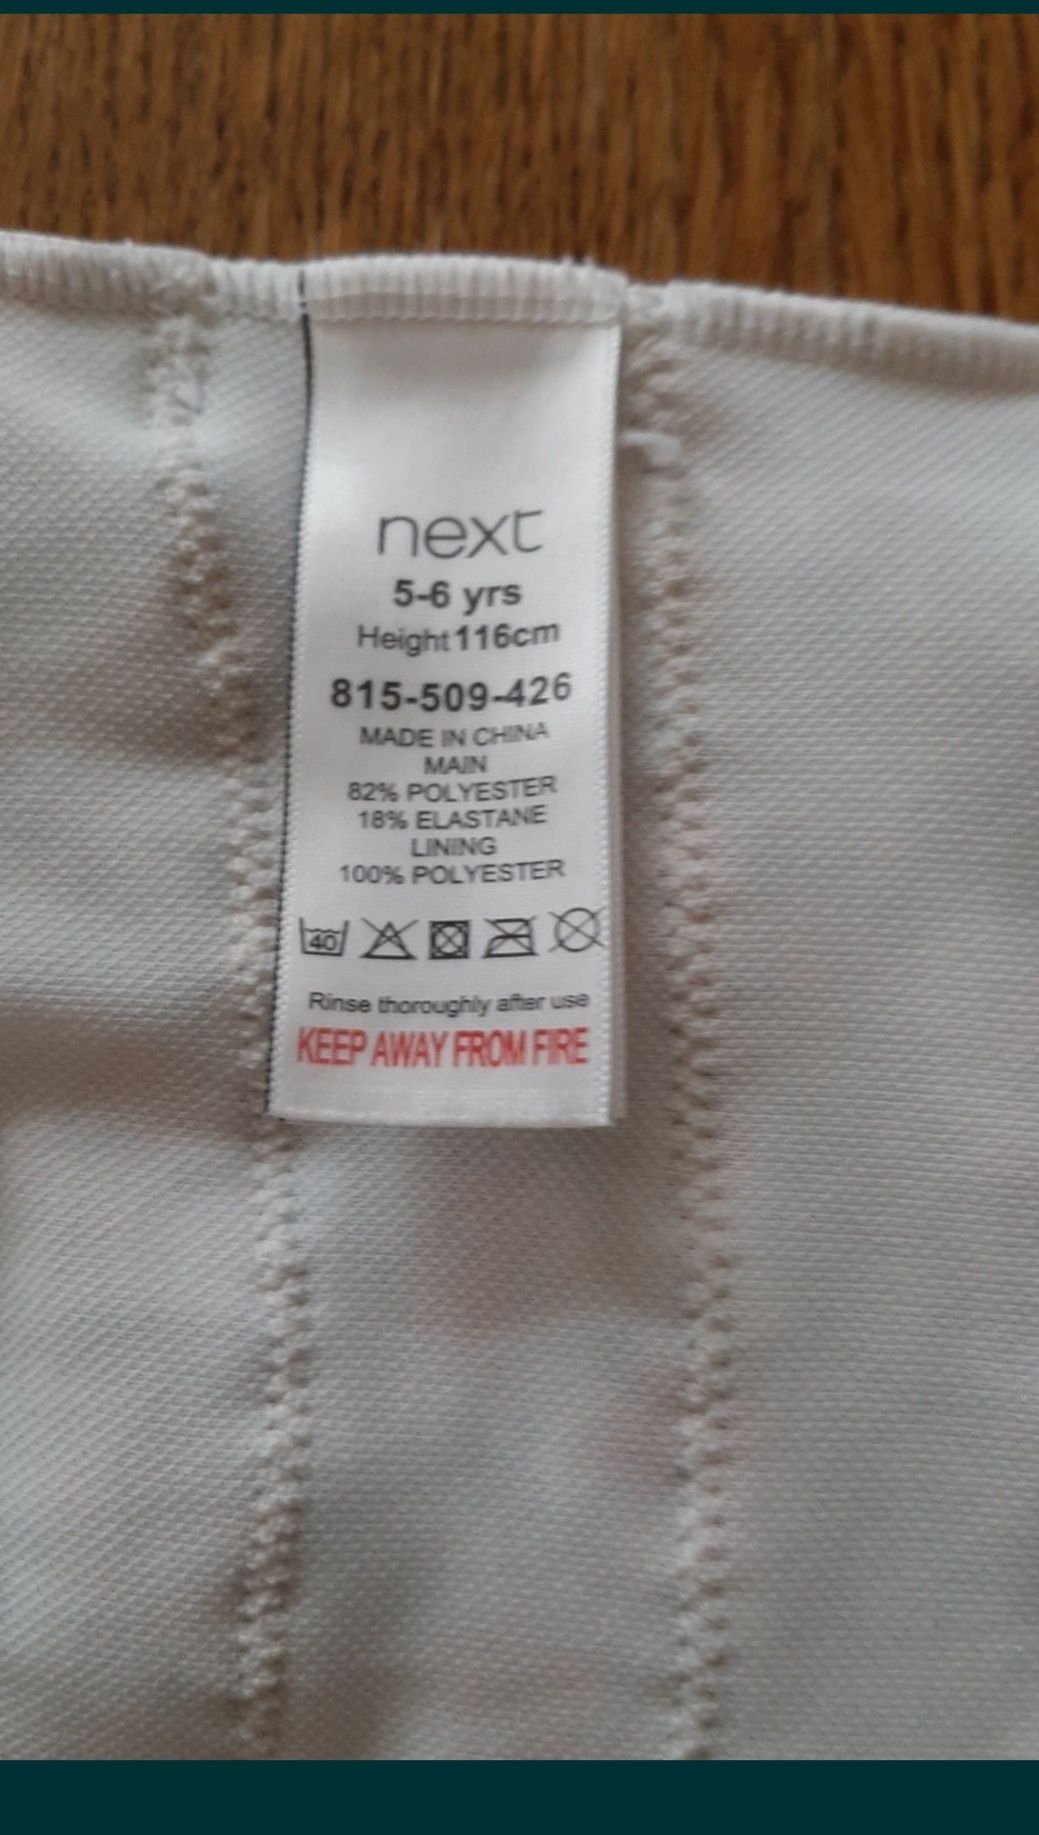 next
5-6 yrs
Height 116cm
815-509-426
MADE IN CHINA
MAIN
82% POLYESTER
18% ELASTANE
LINING
100% POLYESTER
40
Rinse thoroughly after use
KEEP AWAY FROM FIRE